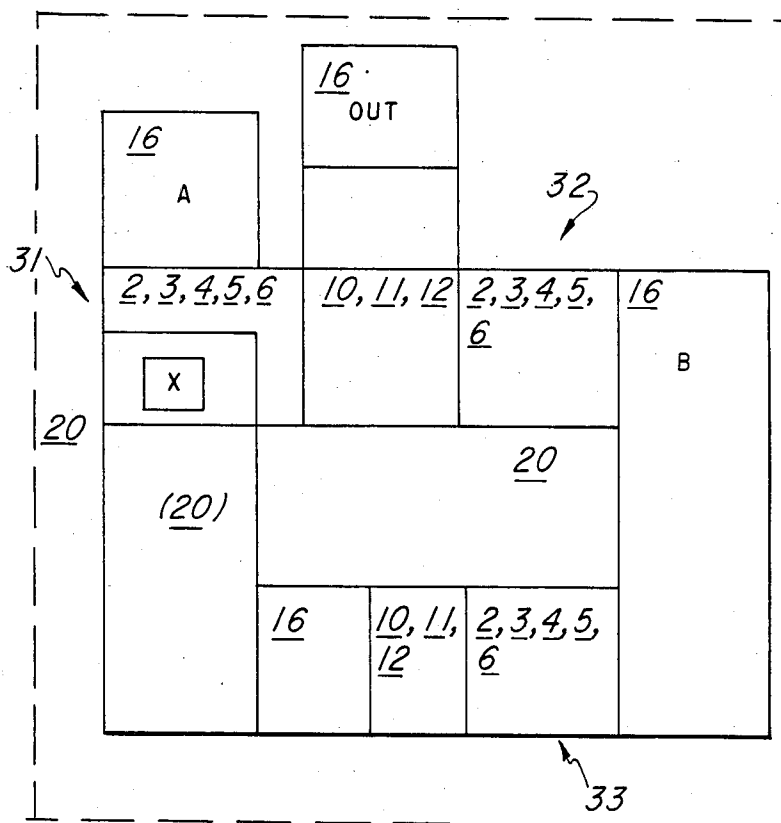 16
OUT
16
A
32
31
2, 3, 4, 5, 6
10, 11, 12
2, 3, 4, 5,
6
16
B
X
20
20
(20)
16
10, 11,
12
2, 3, 4, 5,
6
33